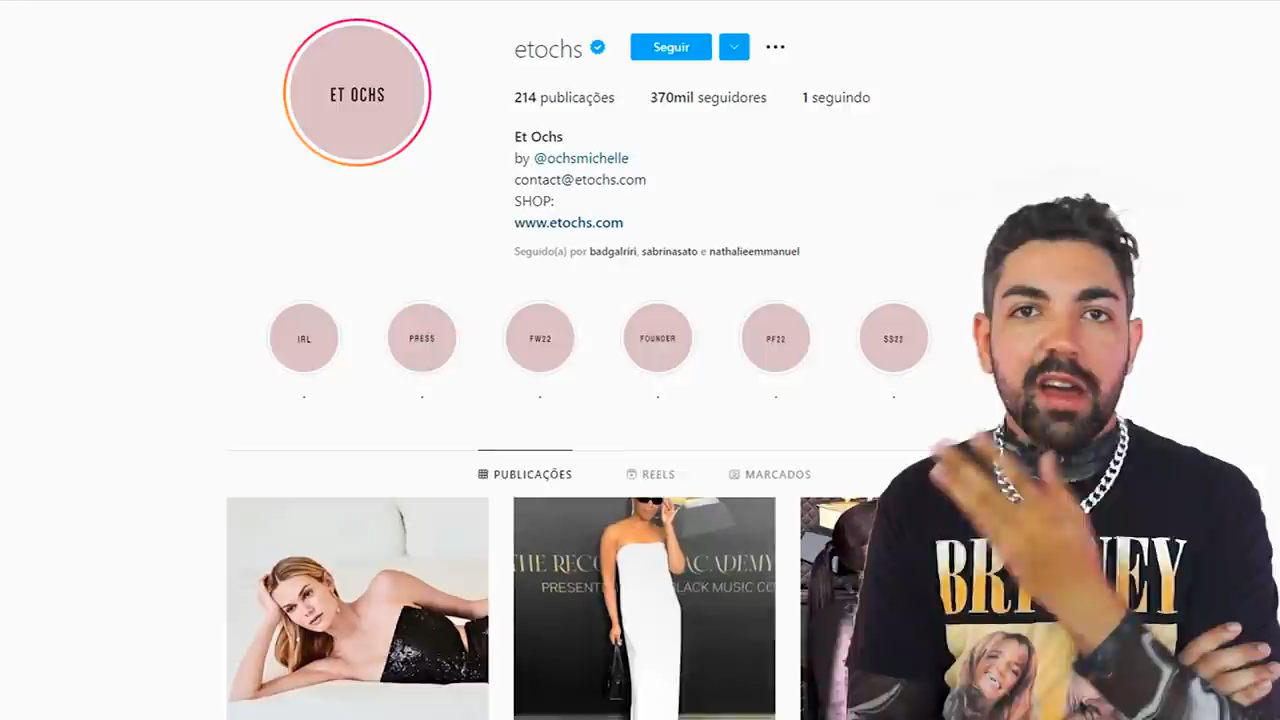 ET OCHS
etochs
Seguir
214 publicações 370mil seguidores 1 seguindo
Et Ochs
by @ochsmichelle
contact@etochs.com
SHOP:
www.etochs.com
Seguido(a) por badgalriri, sabrinasato e nathalieemmanuel
IRL PRESS FW22 FOUNDER PF22 SS22
PUBLICAÇÕES REELS MARCADOS
THE RECO ACADEMY
PRESENT LACK MUSIC CO
BR NEY